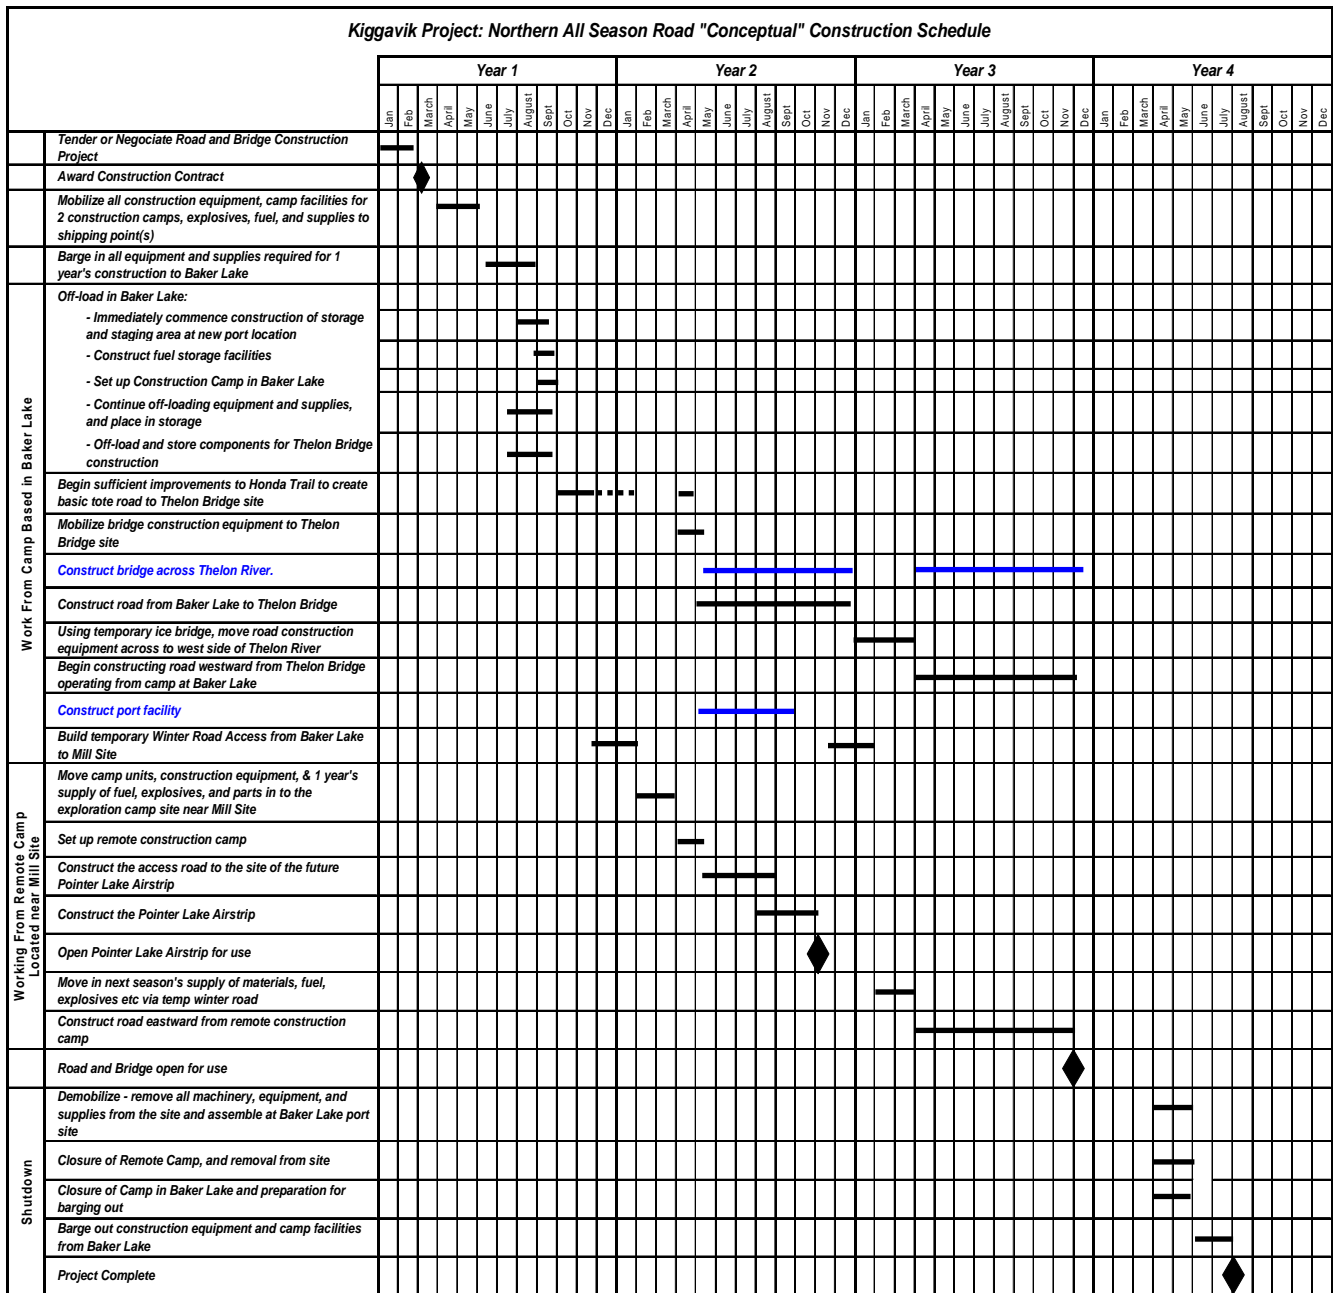 Kiggavik Project: Northern All Season Road "Conceptual" Construction Schedule
Year 1
Year 2
Year 3
Year 4
Jan
Feb
March
April
May
June
July
August
Sept
Oct
Nov
Dec
Jan
Feb
March
April
May
June
July
August
Sept
Oct
Nov
Dec
Jan
Feb
March
April
May
June
July
August
Sept
Oct
Nov
Dec
Jan
Feb
March
April
May
June
July
August
Sept
Oct
Nov
Dec
Tender or Negociate Road and Bridge Construction
Project
Award Construction Contract
Mobilize all construction equipment, camp facilities for
2 construction camps, explosives, fuel, and supplies to
shipping point(s)
Barge in all equipment and supplies required for 1
year's construction to Baker Lake
Work From Camp Based in Baker Lake
Off-load in Baker Lake:
- Immediately commence construction of storage
and staging area at new port location
- Construct fuel storage facilities
- Set up Construction Camp in Baker Lake
- Continue off-loading equipment and supplies,
and place in storage
- Off-load and store components for Thelon Bridge
construction
Begin sufficient improvements to Honda Trail to create
basic tote road to Thelon Bridge site
Mobilize bridge construction equipment to Thelon
Bridge site
Construct bridge across Thelon River.
Construct road from Baker Lake to Thelon Bridge
Using temporary ice bridge, move road construction
equipment across to west side of Thelon River
Begin constructing road westward from Thelon Bridge
operating from camp at Baker Lake
Construct port facility
Build temporary Winter Road Access from Baker Lake
to Mill Site
Working From Remote Camp
Located near Mill Site
Move camp units, construction equipment, & 1 year's
supply of fuel, explosives, and parts in to the
exploration camp site near Mill Site
Set up remote construction camp
Construct the access road to the site of the future
Pointer Lake Airstrip
Construct the Pointer Lake Airstrip
Open Pointer Lake Airstrip for use
Move in next season's supply of materials, fuel,
explosives etc via temp winter road
Construct road eastward from remote construction
camp
Road and Bridge open for use
Shutdown
Demobilize - remove all machinery, equipment, and
supplies from the site and assemble at Baker Lake port
site
Closure of Remote Camp, and removal from site
Closure of Camp in Baker Lake and preparation for
barging out
Barge out construction equipment and camp facilities
from Baker Lake
Project Complete